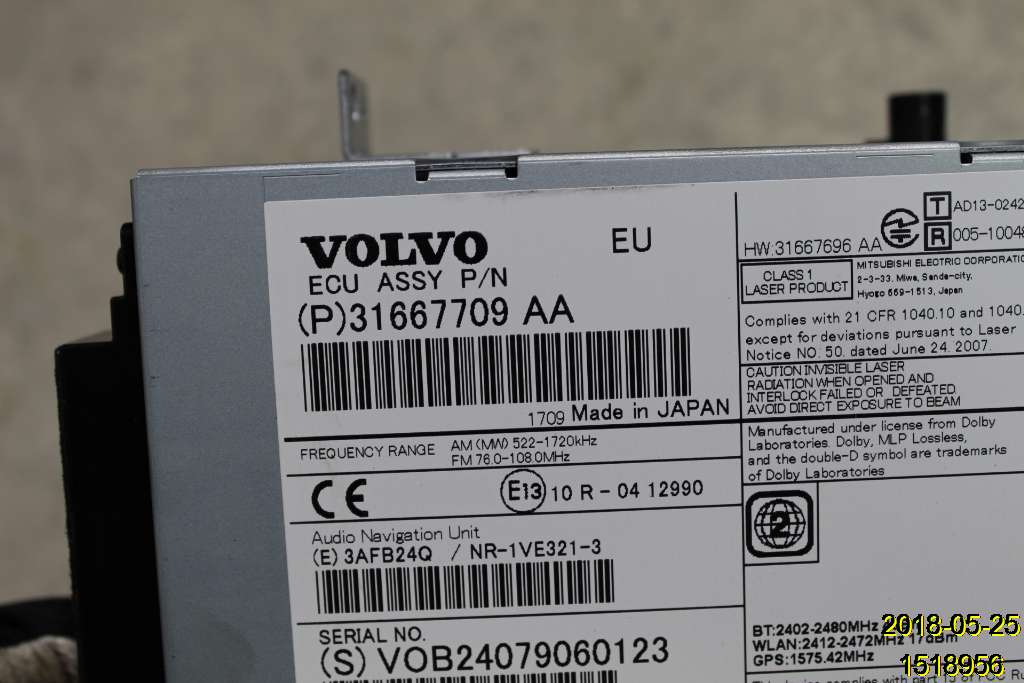 VOLVO
EU
ECU ASSY P/N
(P)31667709 AA
1709 Made in JAPAN
FREQUENCY RANGE
AM (MW) 522-1720kHz
FM 76.0-108.0MHz
CE
E13 10 R - 04 12990
Audio Navigation Unit
(E) 3AFB24Q / NR-1VE321-3
SERIAL NO.
(S) VOB24079060123
HW:31667696 AA
T AD13-0242
R 005-1004
CLASS 1
LASER PRODUCT
MITSUBISHI ELECTRIC CORPORATIO
2-3-33, Miwa, Sanda-city,
Hyogo 669-1513, Japan
Complies with 21 CFR 1040.10 and 1040.
except for deviations pursuant to Laser
Notice NO. 50, dated June 24, 2007.
CAUTION INVISIBLE LASER
RADIATION WHEN OPENED AND
INTERLOCK FAILED OR DEFEATED.
AVOID DIRECT EXPOSURE TO BEAM
Manufactured under license from Dolby
Laboratories. Dolby, MLP Lossless,
and the double-D symbol are trademarks
of Dolby Laboratories
2
BT:2402-2480MHz
WLAN:2412-2472MHz 17dBm
GPS:1575.42MHz
2018-05-25
1518956